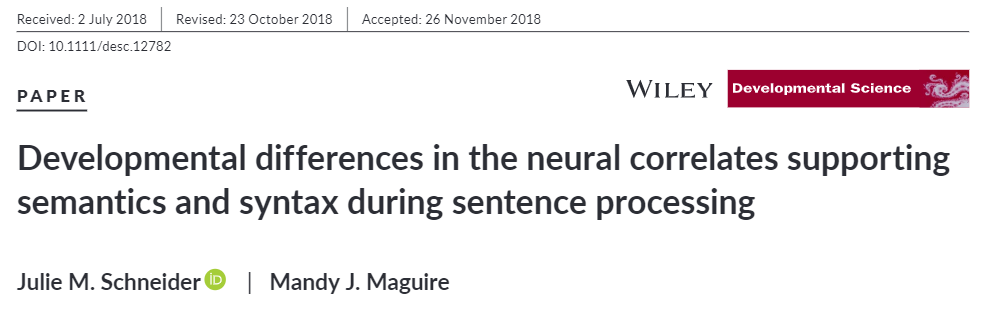 Received: 2 July 2018 | Revised: 23 October 2018 | Accepted: 26 November 2018
DOI: 10.1111/desc.12782
PAPER
WILEY Developmental Science
Developmental differences in the neural correlates supporting
semantics and syntax during sentence processing
Julie M. Schneider iD | Mandy J. Maguire